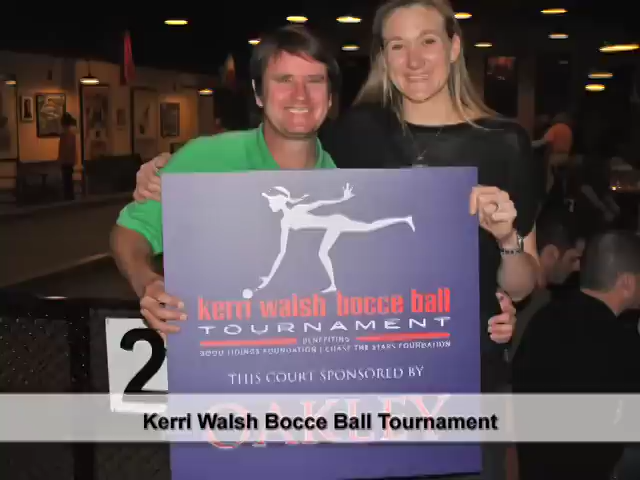 kerri walsh bocce ball
TOURNAMENT
BENEFITING
GOOD TIDINGS FOUNDATION | CHASE THE STARS FOUNDATION
THIS COURT SPONSORED BY
OAKLEY
2
Kerri Walsh Bocce Ball Tournament